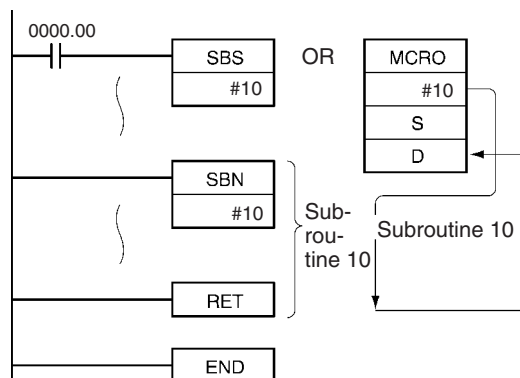 0000.00
SBS
#10
OR
MCRO
#10
S
D
SBN
#10
Sub-
rou-
tine 10
Subroutine 10
RET
END